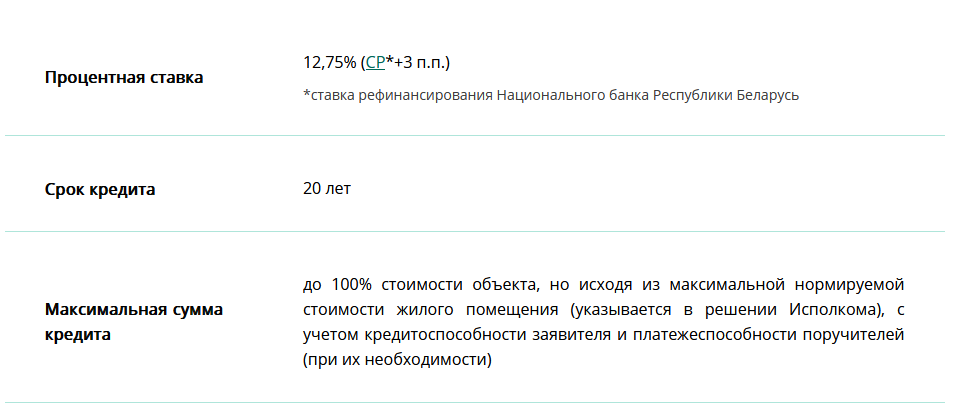 Процентная ставка
12,75% (СР*+3 п.п.)
*ставка рефинансирования Национального банка Республики Беларусь
Срок кредита
20 лет
Максимальная сумма
кредита
до 100% стоимости объекта, но исходя из максимальной нормируемой
стоимости жилого помещения (указывается в решении Исполкома), с
учетом кредитоспособности заявителя и платежеспособности поручителей
(при их необходимости)